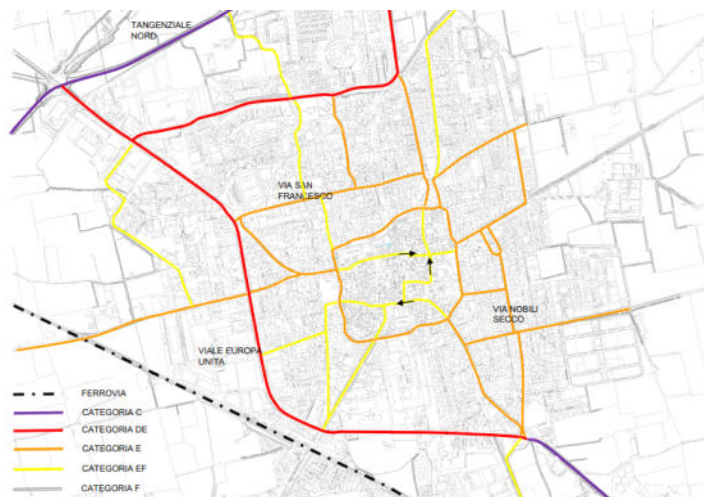 TANGENZIALE
NORD
VIA SAN
FRANCESCO
VIA NOBILI
SECCO
VIALE EUROPA
UNITA
FERROVIA
CATEGORIA C
CATEGORIA DE
CATEGORIA E
CATEGORIA EF
CATEGORIA F